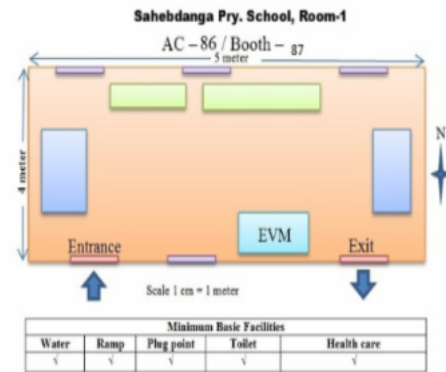 Sahebdanga Pry. School, Room-1
AC – 86 / Booth – 87
5 meter
4 meter
N
EVM
Entrance
Exit
Scale 1 cm = 1 meter
Minimum Basic Facilities
Water Ramp Plug point Toilet Health care
√ √ √ √ √